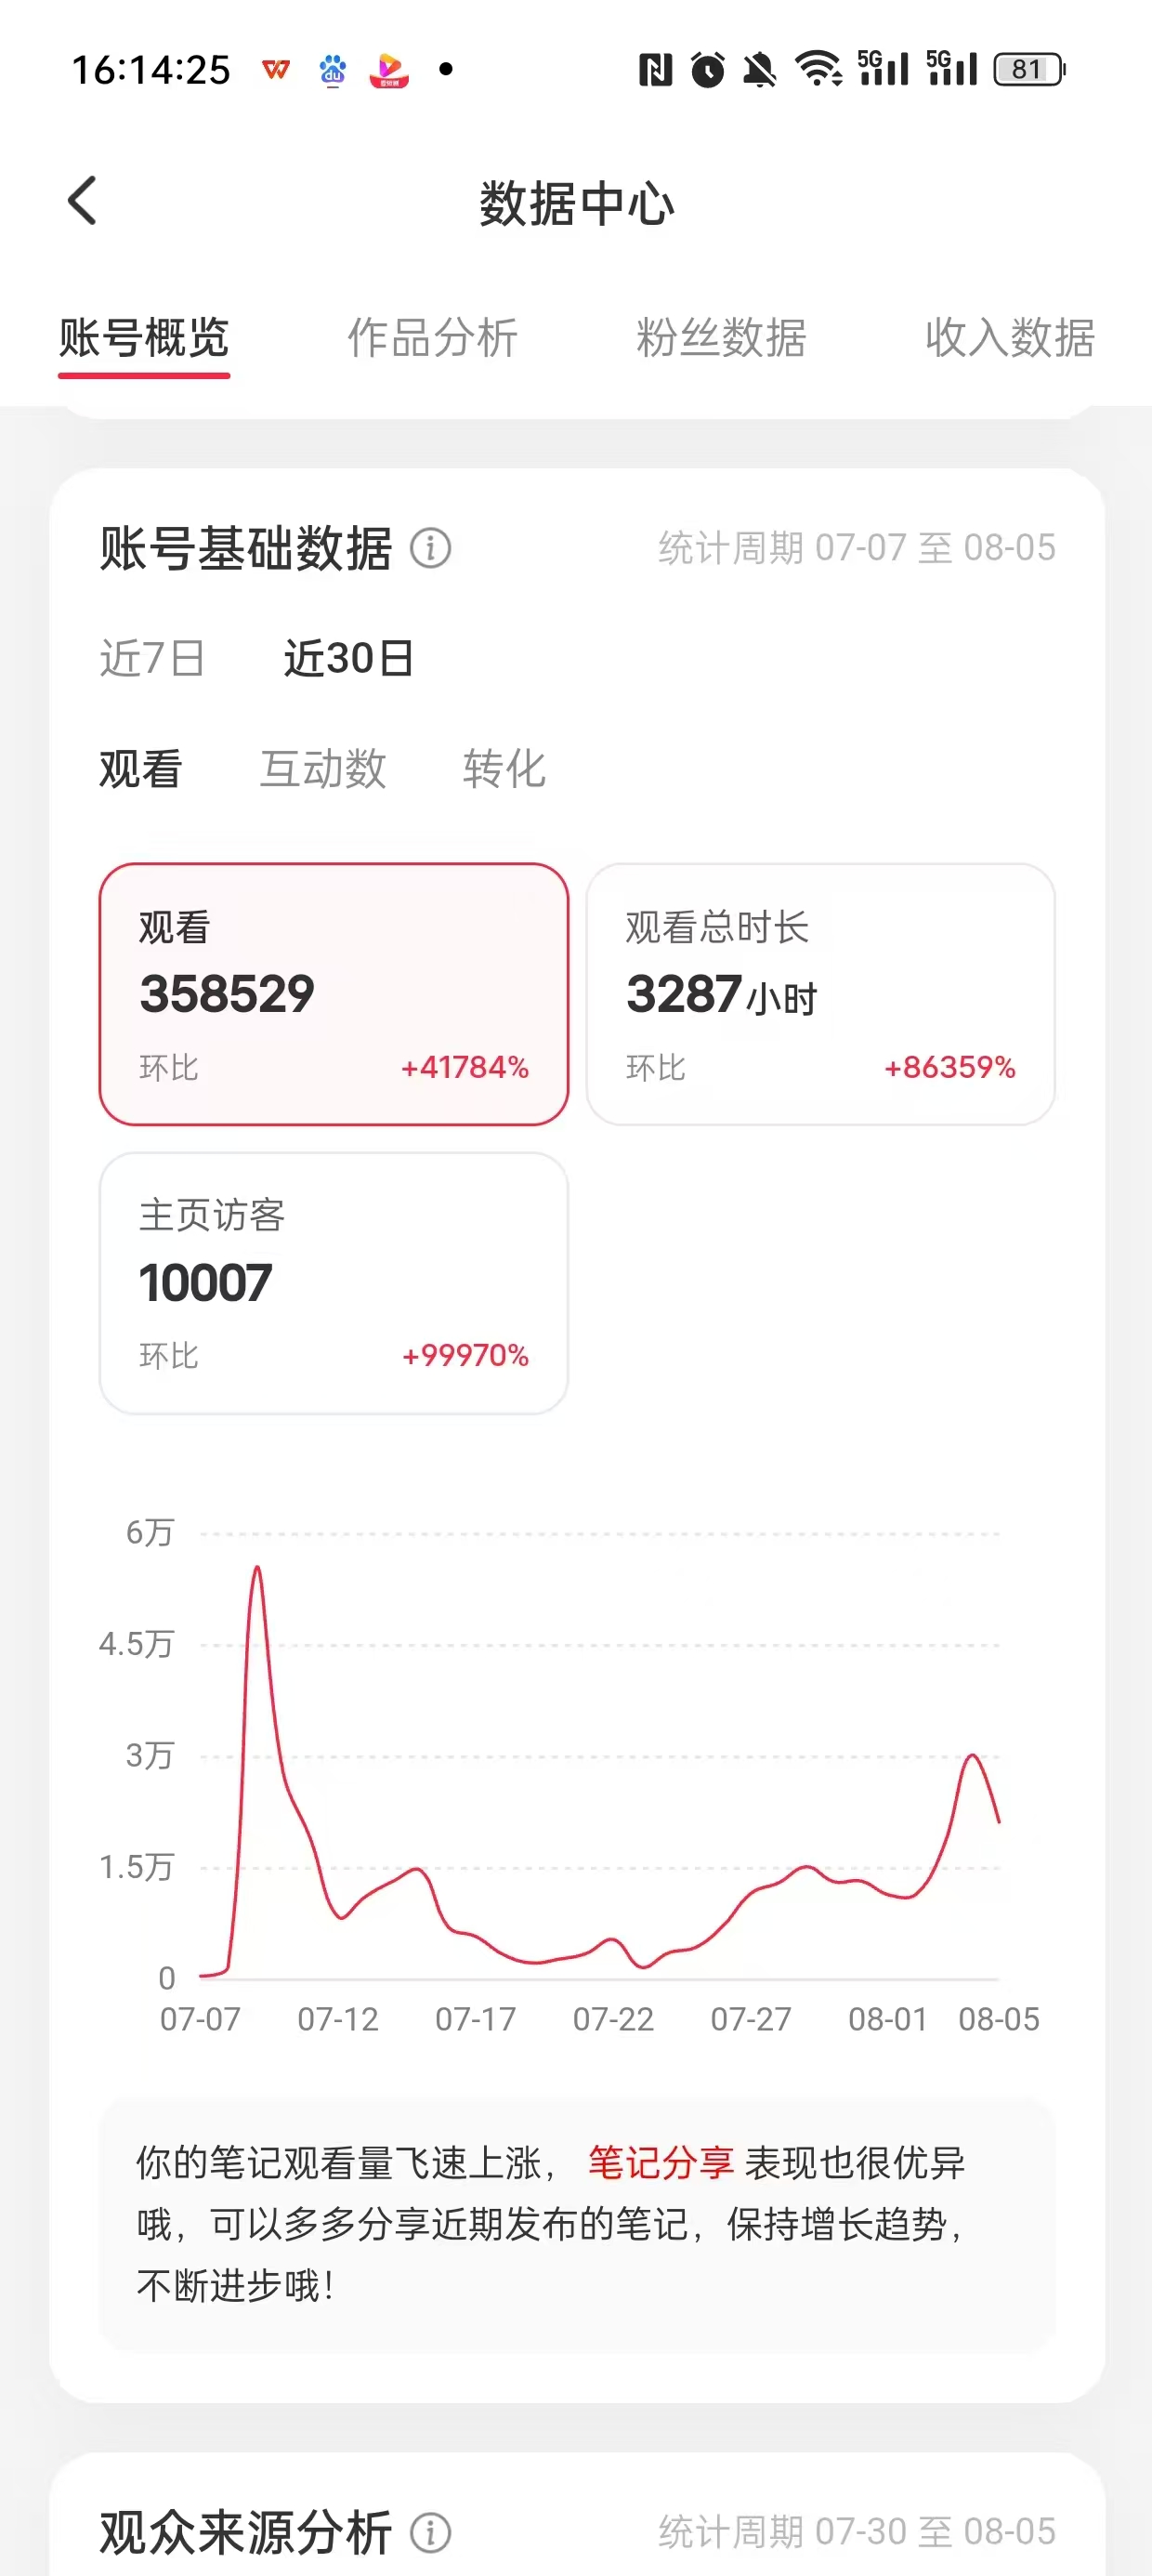 16:14:25
5G 5G 81
数据中心
账号概览 作品分析 粉丝数据 收入数据
账号基础数据 统计周期 07-07 至 08-05
近7日 近30日
观看 互动数 转化
观看 观看总时长
358529 3287小时
环比 +41784% 环比 +86359%
主页访客
10007
环比 +99970%
6万
4.5万
3万
1.5万
0
07-07 07-12 07-17 07-22 07-27 08-01 08-05
你的笔记观看量飞速上涨， 笔记分享 表现也很优异
哦，可以多多分享近期发布的笔记，保持增长趋势，
不断进步哦！
观众来源分析 统计周期 07-30 至 08-05